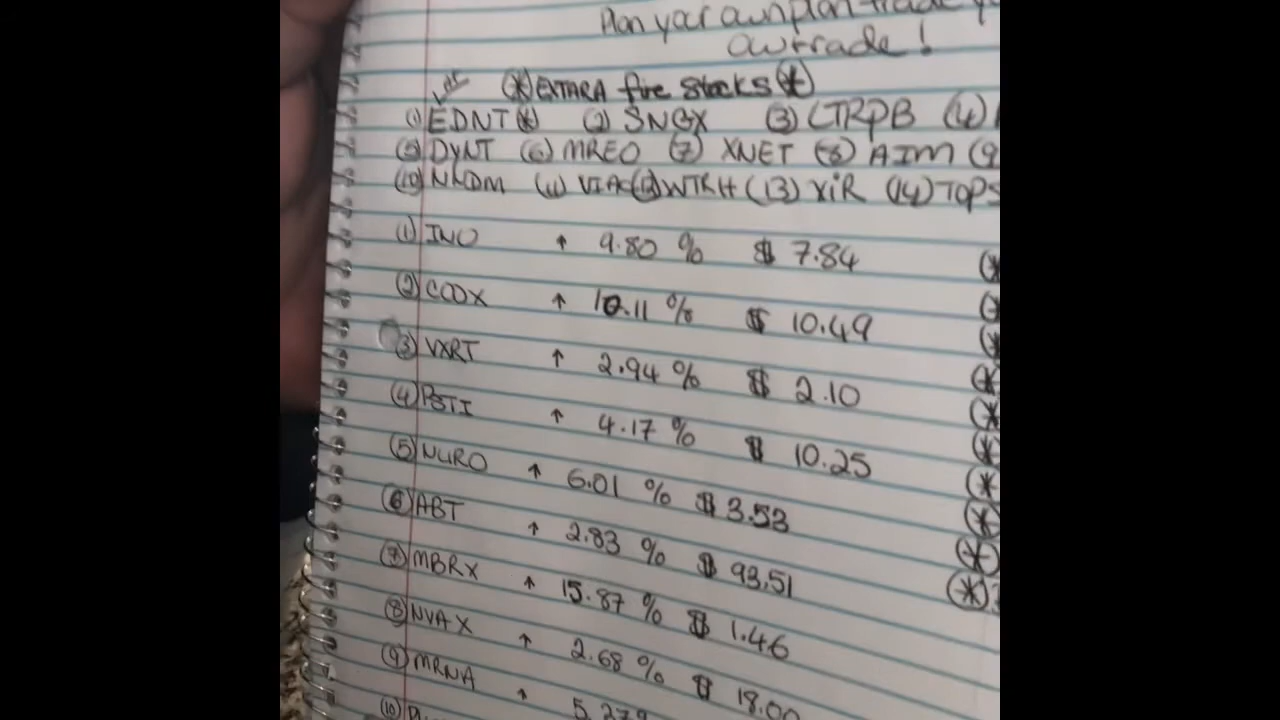 Plan your own plan trade
own trade!
(*) EXTARA fire stocks (*)
(1) EDNT (*) (2) SNGX (3) CTRPB (4)
(5) DYNT (6) MREO (7) XNET (8) AIM (9
(10) NNDM (11) VIAC (12) WTRH (13) XIR (14) TOPS
(1) INO ↑ 9.80 % $ 7.84 (*
(2) CODX ↑ 10.11 % $ 10.49 (*
(3) VXRT ↑ 2.94 % $ 2.10 (*
(4) PSTI ↑ 4.17 % $ 10.25 (*
(5) NURO ↑ 6.01 % $ 3.53 (*
(6) ABT ↑ 2.83 % $ 93.51 (*
(7) MBRX ↑ 15.87 % $ 1.46 (*
(8) NVAX ↑ 2.68 % $ 18.00 (*)
(9) MRNA ↑ (*)
(10) (*)